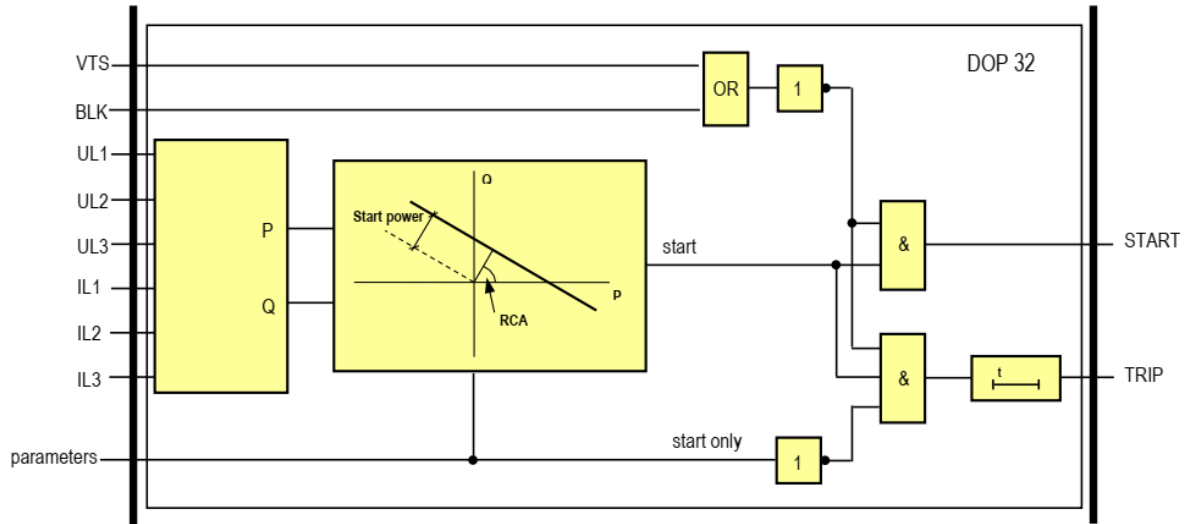 DOP 32
VTS
OR
1
BLK
UL1
UL2
UL3
IL1
IL2
IL3
P
Q
Q
Start power
P
RCA
start
&
START
&
t
TRIP
parameters
start only
1